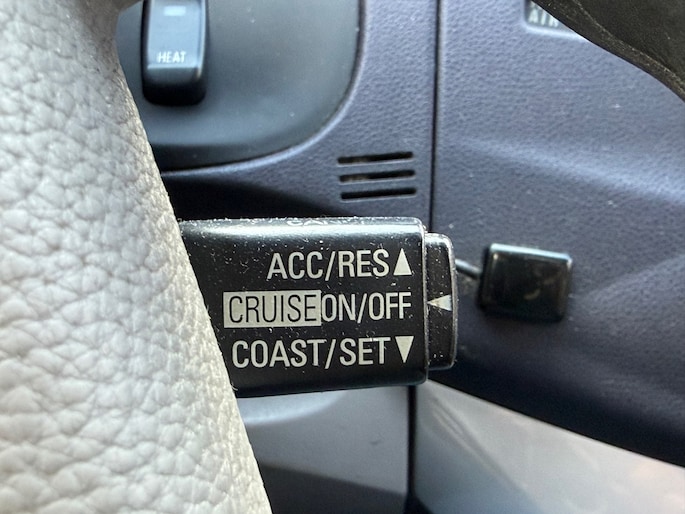 HEAT
ACC/RES▲
CRUISE ON/OFF ◀
COAST/SET▼